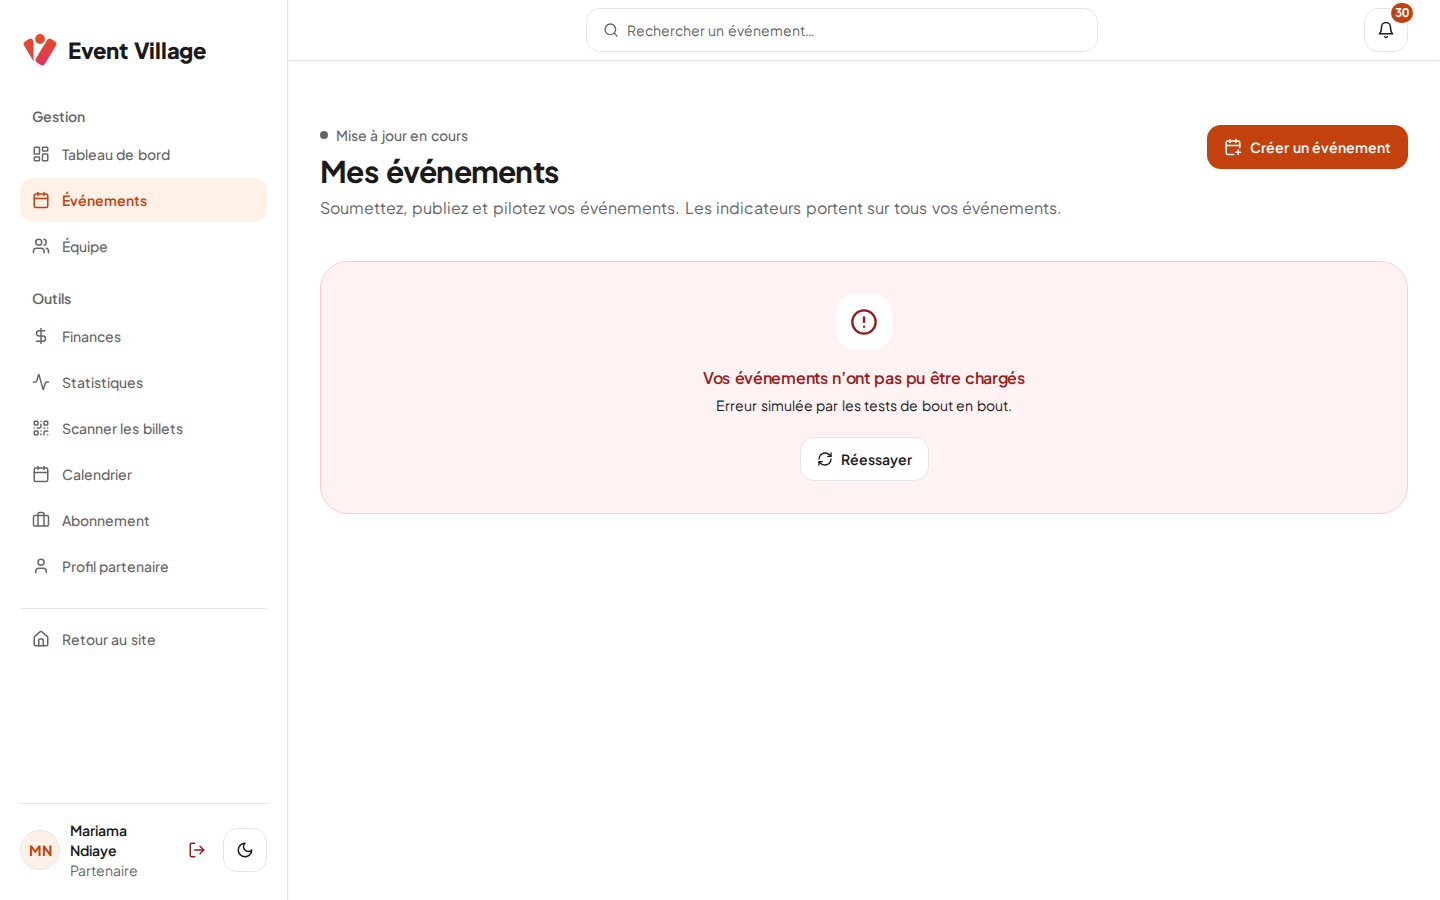 Event Village
Rechercher un événement…
30
Gestion
Tableau de bord
Événements
Équipe
Outils
Finances
Statistiques
Scanner les billets
Calendrier
Abonnement
Profil partenaire
Retour au site
MN
Mariama
Ndiaye
Partenaire
Mise à jour en cours
Mes événements
Soumettez, publiez et pilotez vos événements. Les indicateurs portent sur tous vos événements.
Créer un événement
Vos événements n’ont pas pu être chargés
Erreur simulée par les tests de bout en bout.
Réessayer